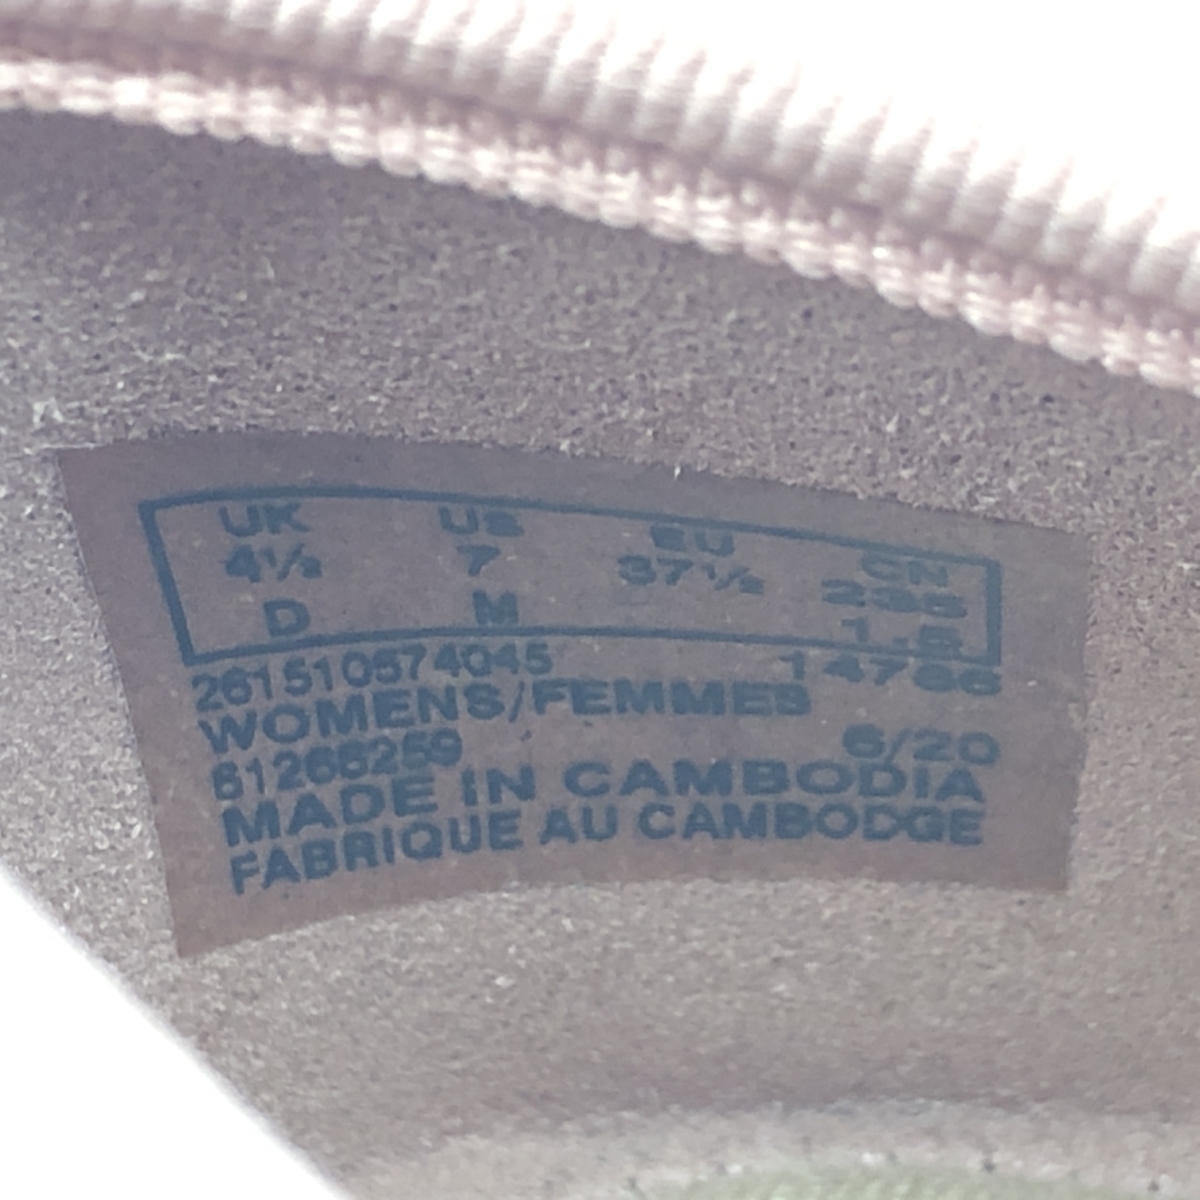 UK US EU CN
4½ 7 37½ 235
D M 1.5
261510574045 14786
WOMENS/FEMMES
61266259 6/20
MADE IN CAMBODIA
FABRIQUE AU CAMBODGE